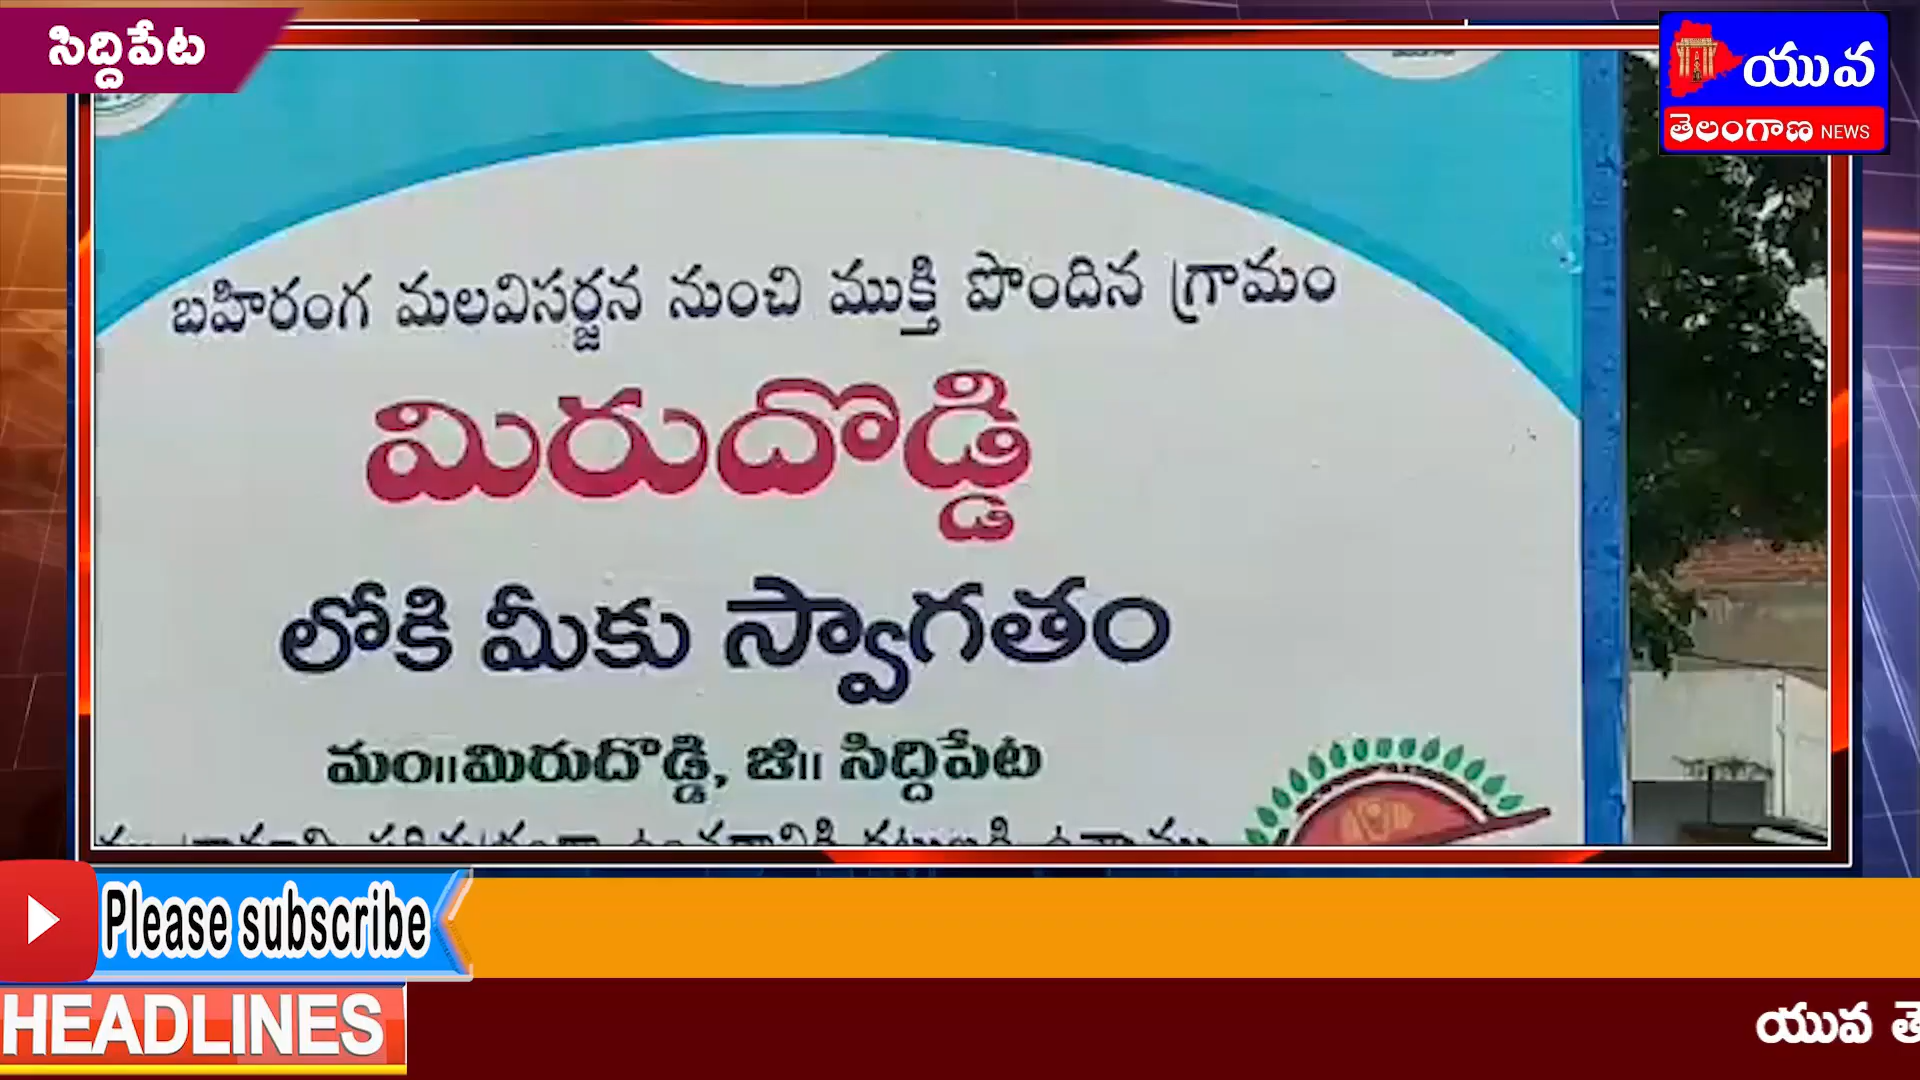 సిద్దిపేట
యువ
తెలంగాణ NEWS
బహిరంగ మలవిసర్జన నుంచి ముక్తి పొందిన గ్రామం
మిరుదొడ్డి
లోకి మీకు స్వాగతం
మం॥మిరుదొడ్డి, జి॥ సిద్దిపేట
Please subscribe
HEADLINES
యువ తె